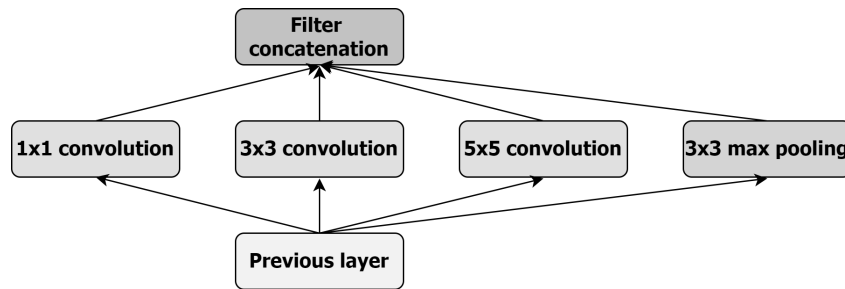 Filter
concatenation
1x1 convolution
3x3 convolution
5x5 convolution
3x3 max pooling
Previous layer